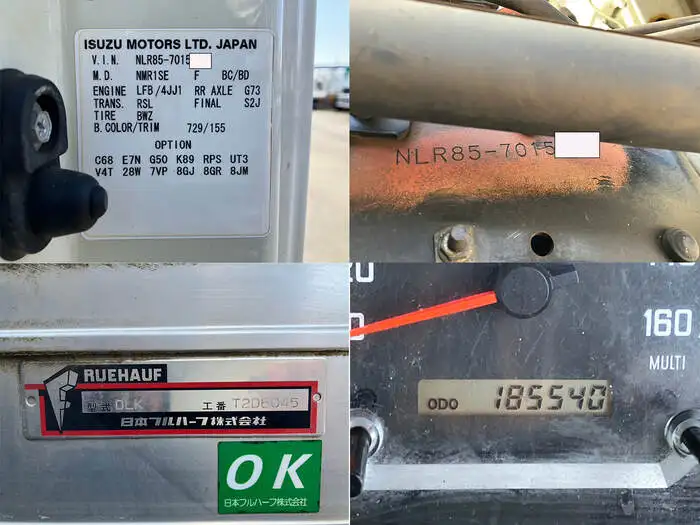 ISUZU MOTORS LTD. JAPAN
V.I.N. NLR85-7015
M.D. NMR1SE F BC/BD
ENGINE LFB/4JJ1 RR AXLE G73
TRANS. RSL FINAL S2J
TIRE BWZ
B.COLOR/TRIM 729/155
OPTION
C68 E7N G50 K89 RPS UT3
V4T 28W 7VP 8GJ 8GR 8JM
NLR85-7015
RUEHAUF
型式 DLK 工番 T2D6045
日本フルハーフ株式会社
OK
日本フルハーフ株式会社
20
160
MULTI
ODO 185540